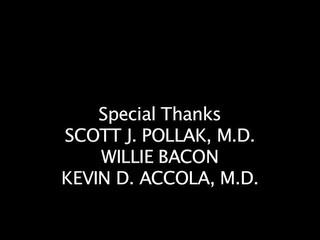 Special Thanks
SCOTT J. POLLAK, M.D.
WILLIE BACON
KEVIN D. ACCOLA, M.D.